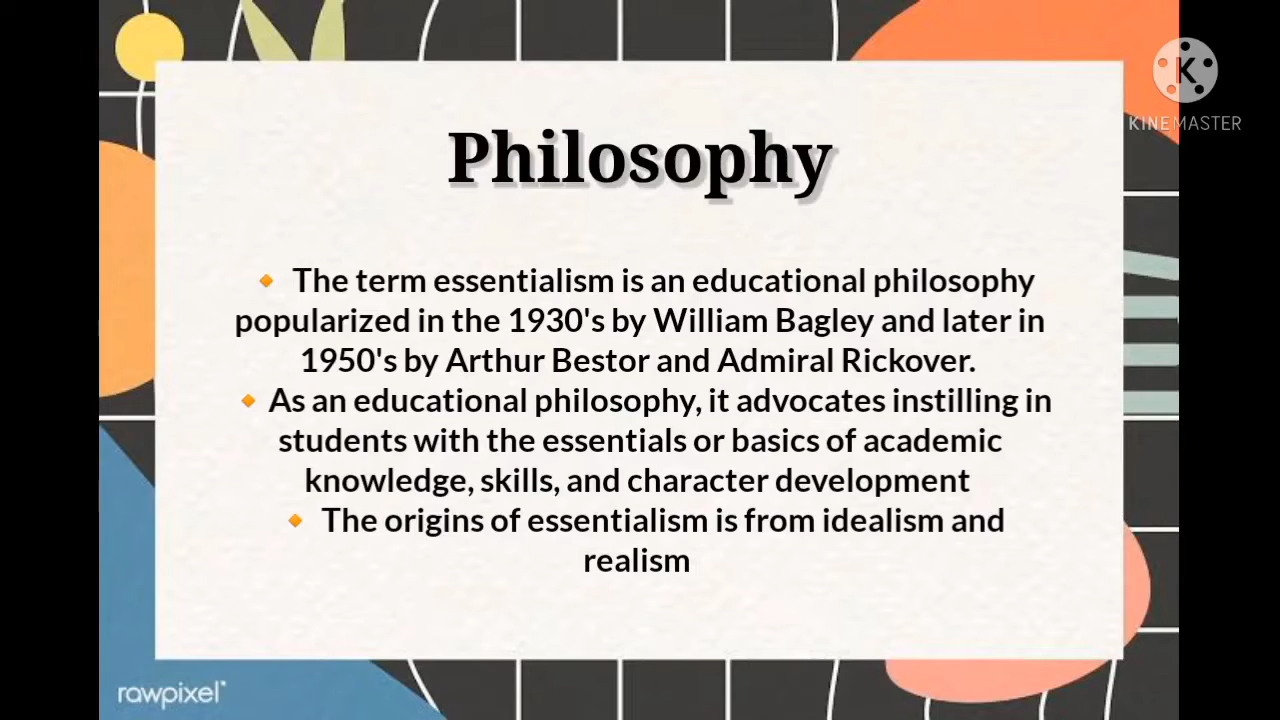 KINEMASTER
Philosophy
🔸 The term essentialism is an educational philosophy
popularized in the 1930's by William Bagley and later in
1950's by Arthur Bestor and Admiral Rickover.
🔸 As an educational philosophy, it advocates instilling in
students with the essentials or basics of academic
knowledge, skills, and character development
🔸 The origins of essentialism is from idealism and
realism
rawpixel